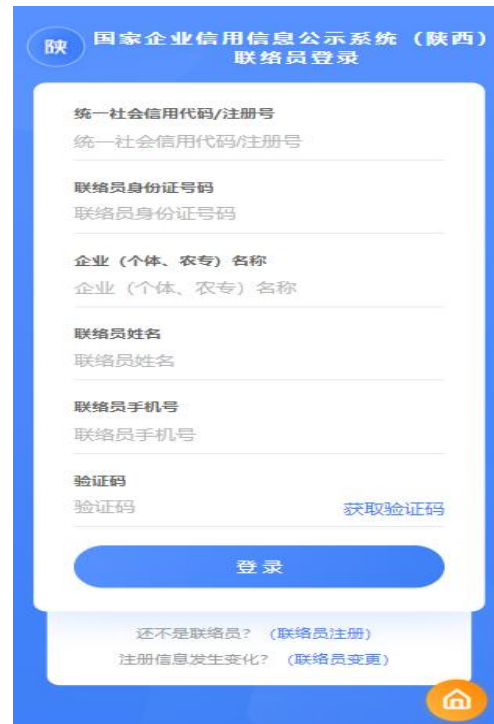 陕
国家企业信用信息公示系统（陕西）
联络员登录
统一社会信用代码/注册号
统一社会信用代码/注册号
联络员身份证号码
联络员身份证号码
企业（个体、农专）名称
企业（个体、农专）名称
联络员姓名
联络员姓名
联络员手机号
联络员手机号
验证码
验证码 获取验证码
登录
还不是联络员？（联络员注册）
注册信息发生变化？（联络员变更）